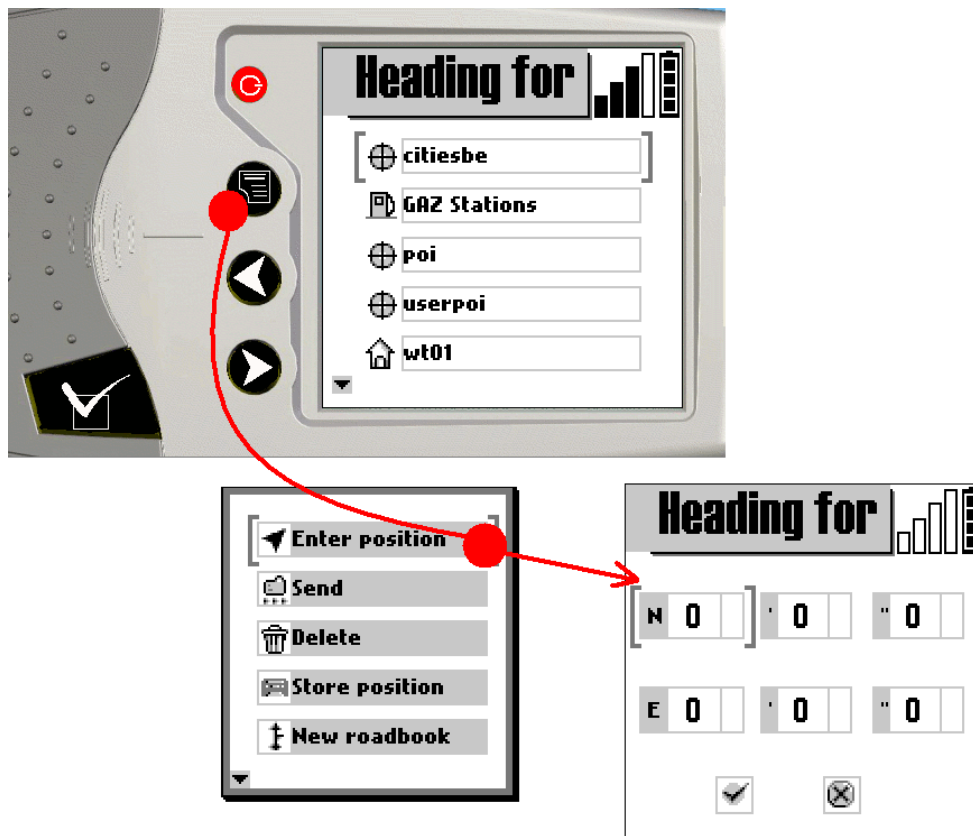 Heading for
citiesbe
GAZ Stations
poi
userpoi
wt01
Enter position
Send
Delete
Store position
New roadbook
Heading for
N 0 ' 0 " 0
E 0 ' 0 " 0